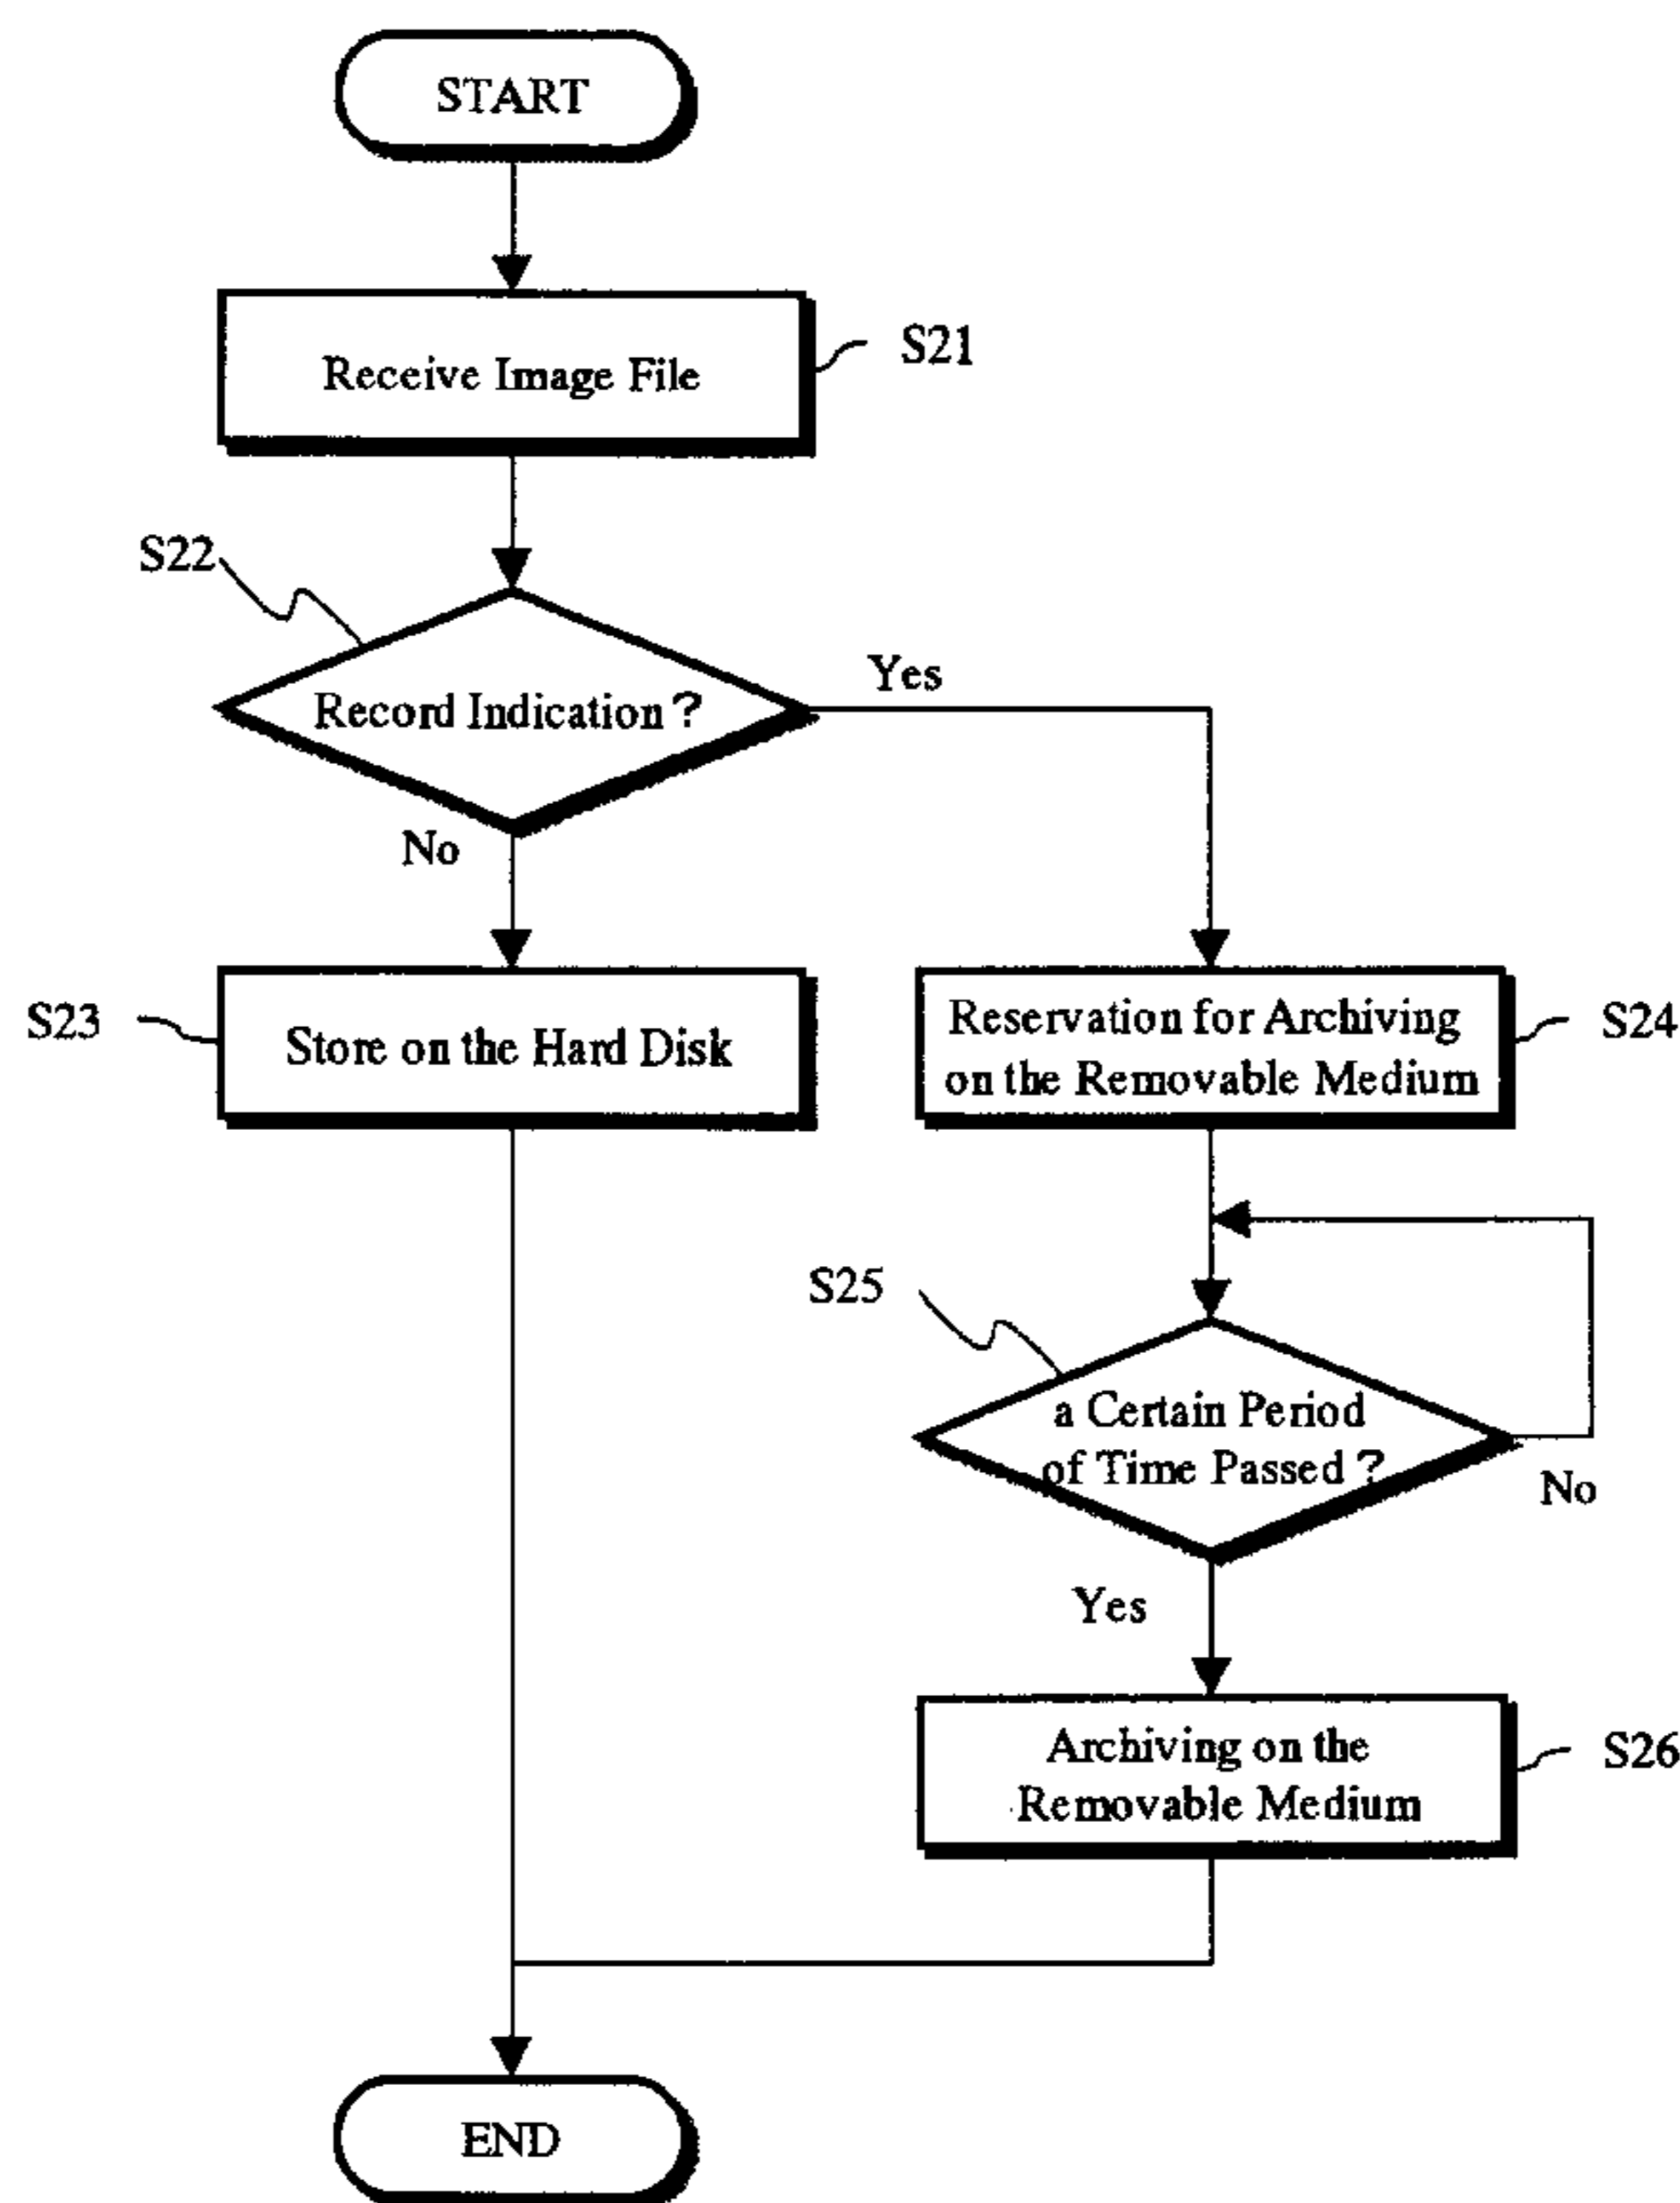 START
Receive Image File
S21
S22
Record Indication?
Yes
No
S23
Store on the Hard Disk
Reservation for Archiving
on the Removable Medium
S24
S25
a Certain Period
of Time Passed?
No
Yes
Archiving on the
Removable Medium
S26
END